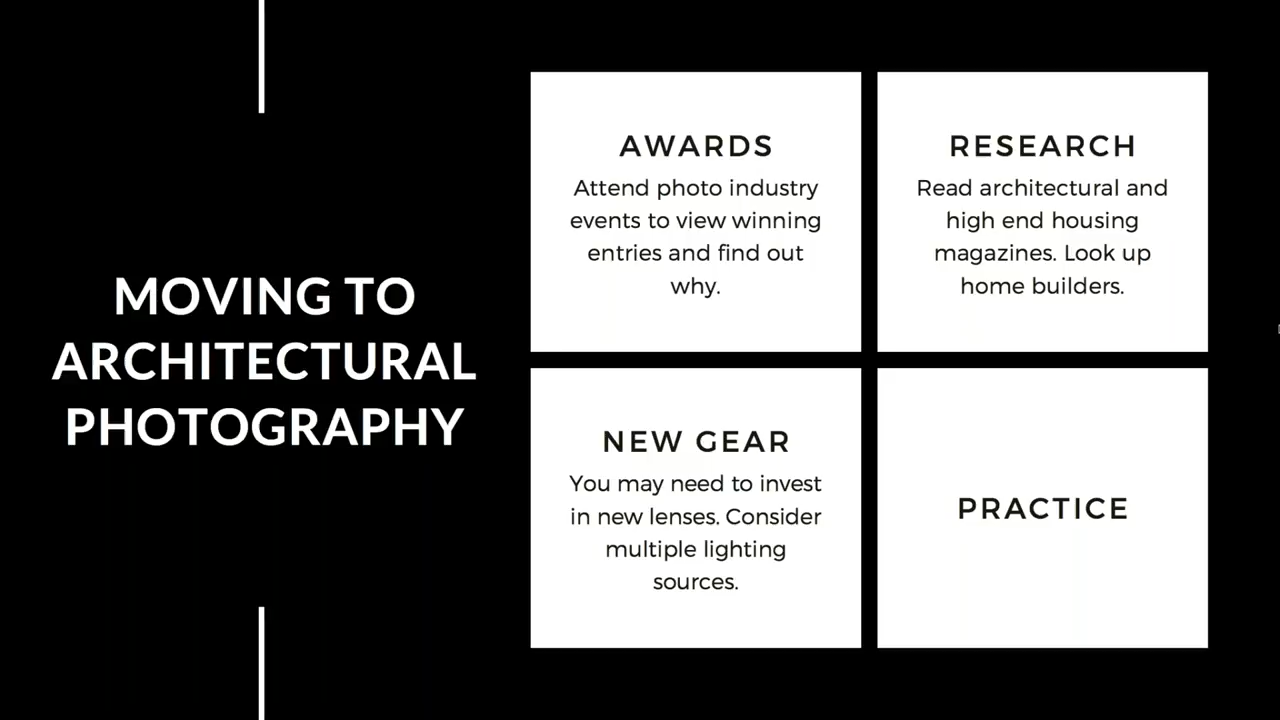 MOVING TO
ARCHITECTURAL
PHOTOGRAPHY
AWARDS
Attend photo industry
events to view winning
entries and find out
why.
RESEARCH
Read architectural and
high end housing
magazines. Look up
home builders.
NEW GEAR
You may need to invest
in new lenses. Consider
multiple lighting
sources.
PRACTICE